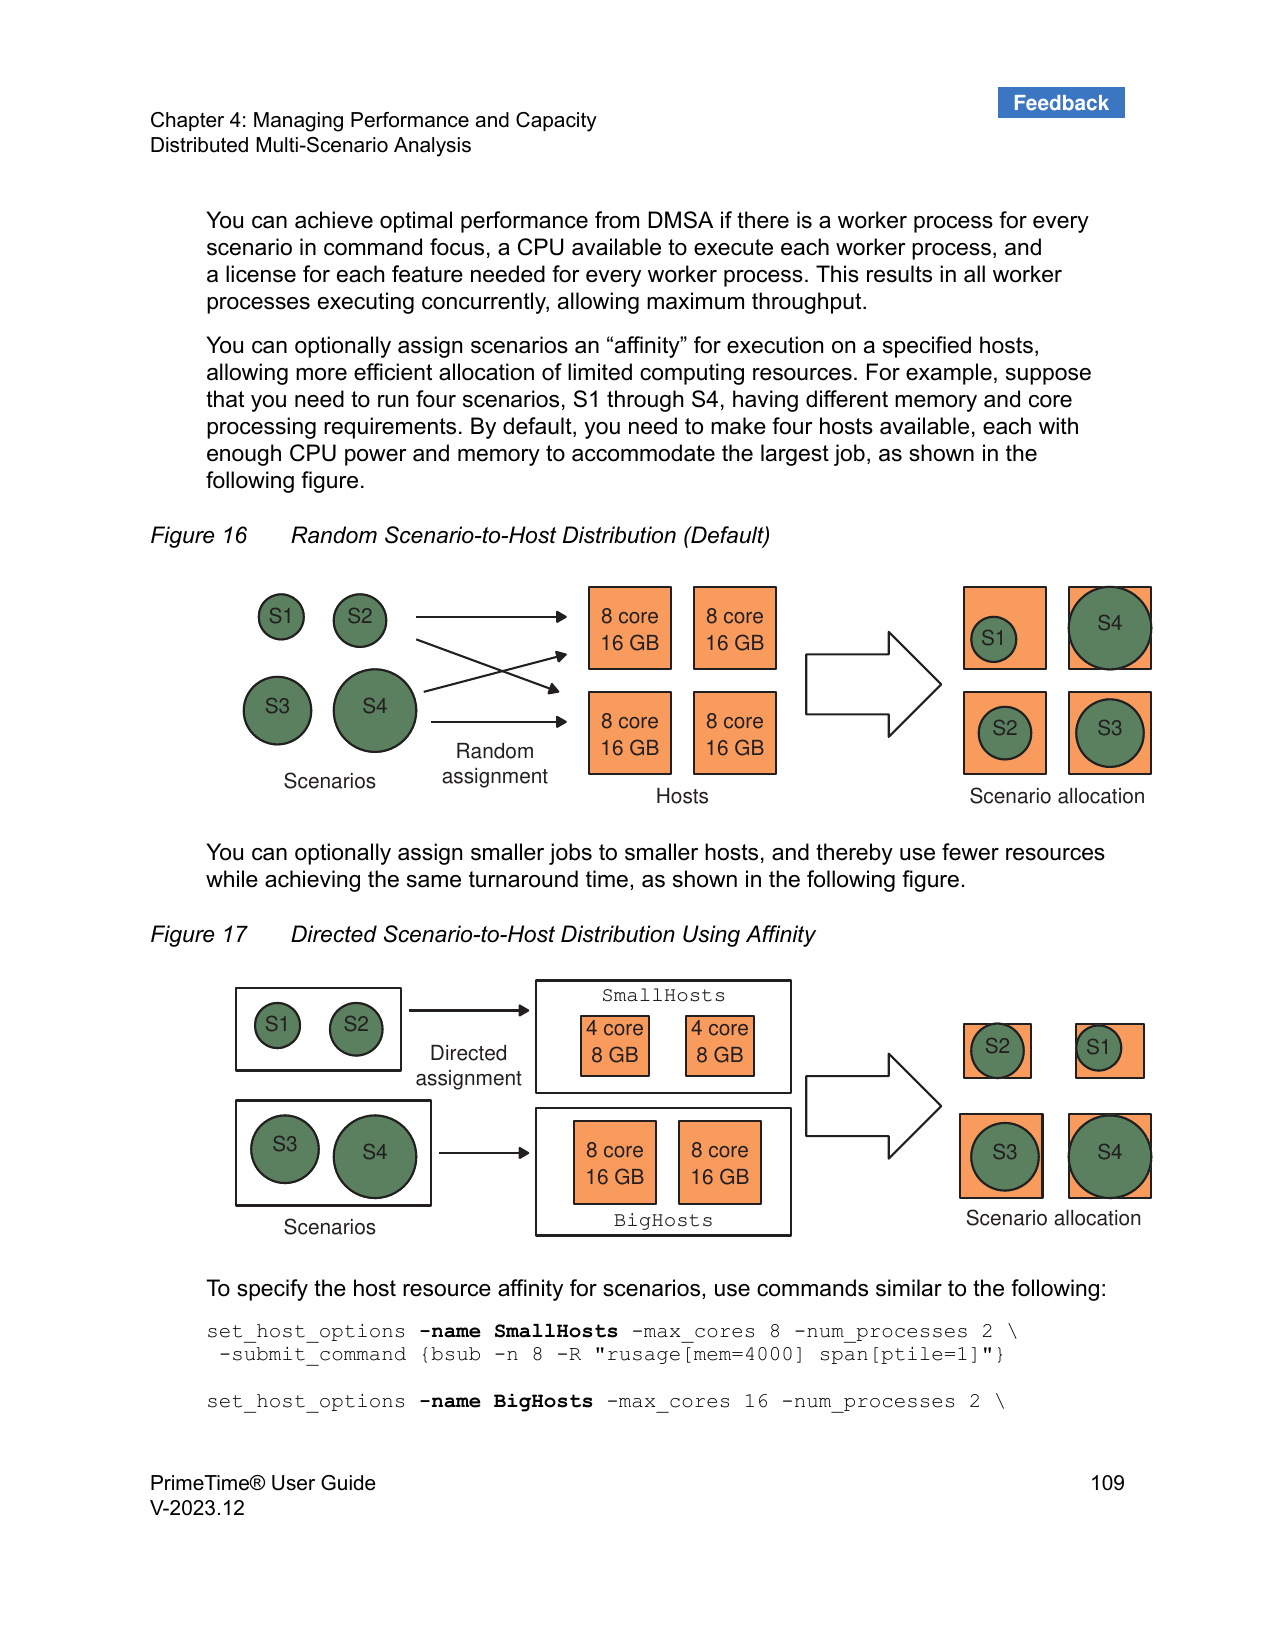 Feedback
Chapter 4: Managing Performance and Capacity
Distributed Multi-Scenario Analysis
You can achieve optimal performance from DMSA if there is a worker process for every
scenario in command focus, a CPU available to execute each worker process, and
a license for each feature needed for every worker process. This results in all worker
processes executing concurrently, allowing maximum throughput.
You can optionally assign scenarios an “affinity” for execution on a specified hosts,
allowing more efficient allocation of limited computing resources. For example, suppose
that you need to run four scenarios, S1 through S4, having different memory and core
processing requirements. By default, you need to make four hosts available, each with
enough CPU power and memory to accommodate the largest job, as shown in the
following figure.
Figure 16 Random Scenario-to-Host Distribution (Default)
S1 S2
S3 S4
Scenarios
Random
assignment
8 core 8 core
16 GB 16 GB
8 core 8 core
16 GB 16 GB
Hosts
S1 S4
S2 S3
Scenario allocation
You can optionally assign smaller jobs to smaller hosts, and thereby use fewer resources
while achieving the same turnaround time, as shown in the following figure.
Figure 17 Directed Scenario-to-Host Distribution Using Affinity
S1 S2
S3 S4
Scenarios
Directed
assignment
SmallHosts
4 core 4 core
8 GB 8 GB
8 core 8 core
16 GB 16 GB
BigHosts
S2 S1
S3 S4
Scenario allocation
To specify the host resource affinity for scenarios, use commands similar to the following:
set_host_options -name SmallHosts -max_cores 8 -num_processes 2 \
-submit_command {bsub -n 8 -R "rusage[mem=4000] span[ptile=1]"}
set_host_options -name BigHosts -max_cores 16 -num_processes 2 \
PrimeTime® User Guide 109
V-2023.12